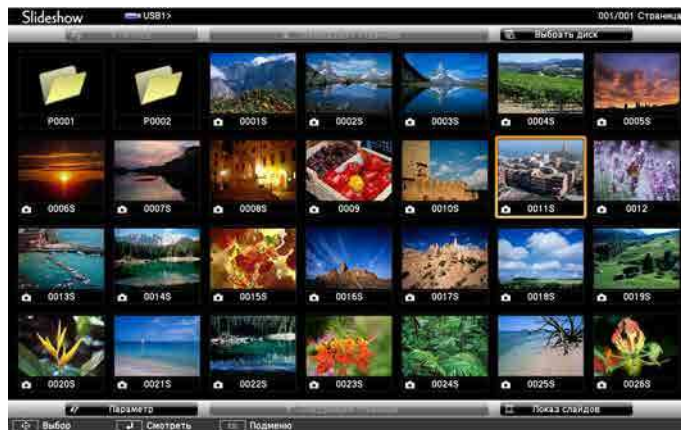 Slideshow USB1> 001/001 Страница
Выбрать диск
P0001 P0002 0001S 0002S 0003S 0004S 0005S
0006S 0007S 0008S 0009 0010S 0011S 0012
0013S 0014S 0015S 0016S 0017S 0018S 0019S
0020S 0021S 0022S 0023S 0024S 0025S 0026S
Параметр Показ слайдов
Выбор Смотреть Подменю